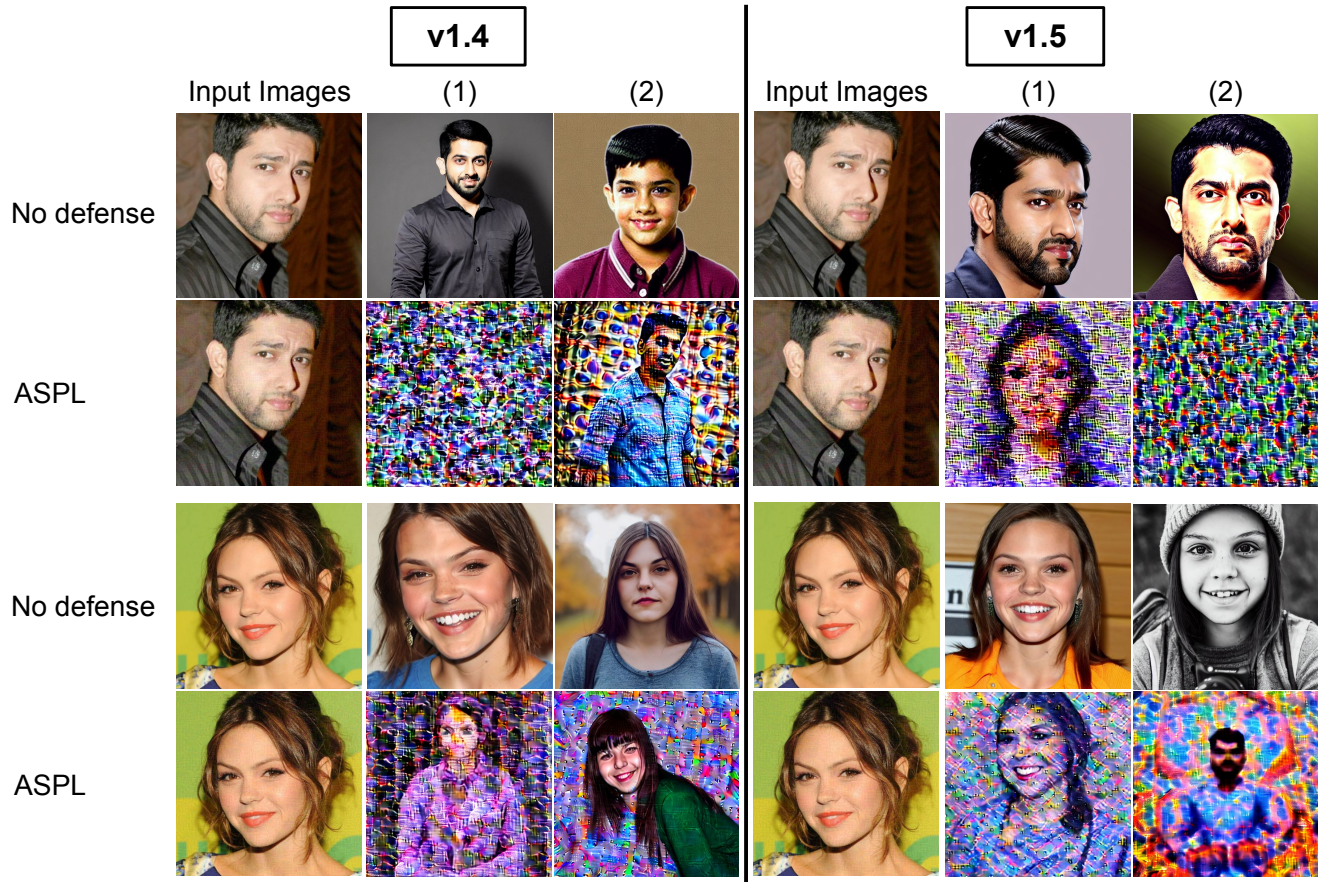 v1.4
v1.5
Input Images (1) (2) Input Images (1) (2)
No defense
ASPL
No defense
ASPL